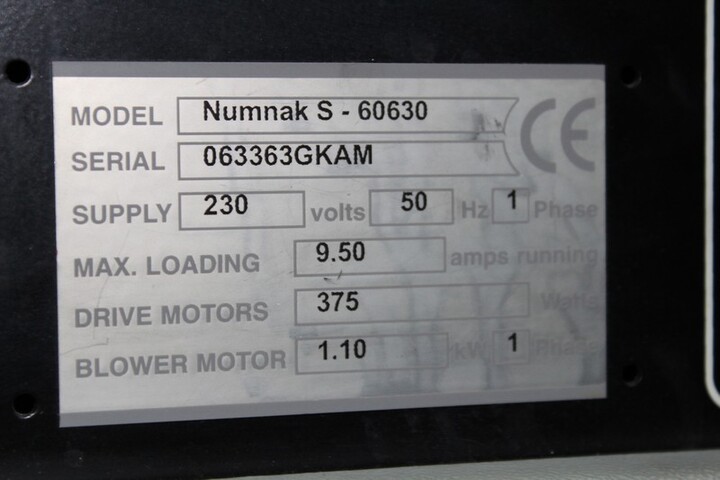 MODEL Numnak S - 60630 CE
SERIAL 063363GKAM
SUPPLY 230 volts 50 Hz 1 Phase
MAX. LOADING 9.50 amps running
DRIVE MOTORS 375 Watts
BLOWER MOTOR 1.10 kW 1 Phase